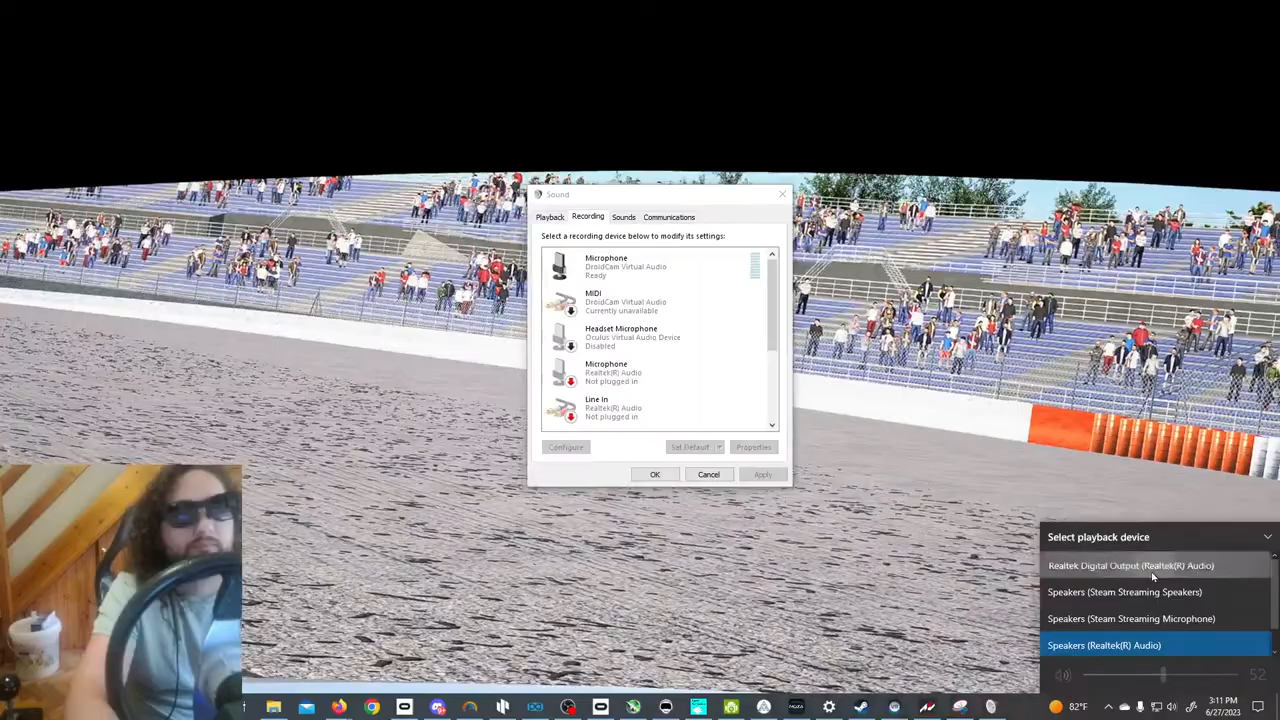 Sound
Playback Recording Sounds Communications
Select a recording device below to modify its settings:
Microphone
DroidCam Virtual Audio
Ready
MIDI
DroidCam Virtual Audio
Currently unavailable
Headset Microphone
Oculus Virtual Audio Device
Disabled
Microphone
Realtek(R) Audio
Not plugged in
Line In
Realtek(R) Audio
Not plugged in
Configure Set Default Properties
OK Cancel Apply
Select playback device
Realtek Digital Output (Realtek(R) Audio)
Speakers (Steam Streaming Speakers)
Speakers (Steam Streaming Microphone)
Speakers (Realtek(R) Audio)
52
82°F
3:11 PM
6/27/2023